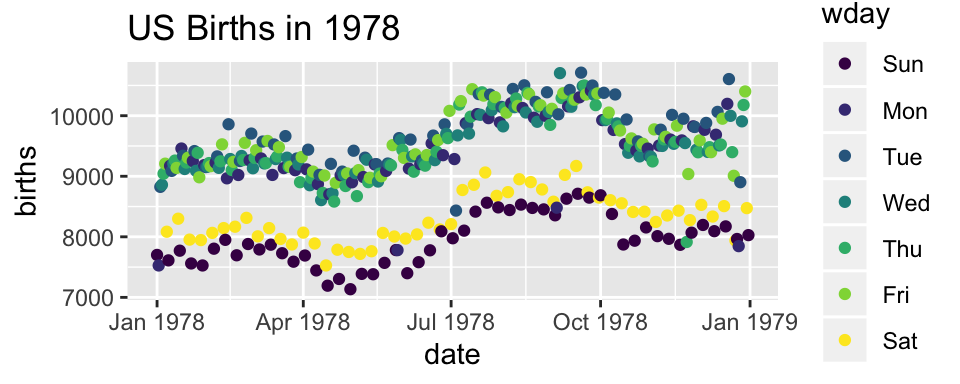 US Births in 1978
births
10000
9000
8000
7000
Jan 1978 Apr 1978 Jul 1978 Oct 1978 Jan 1979
date
wday
Sun
Mon
Tue
Wed
Thu
Fri
Sat